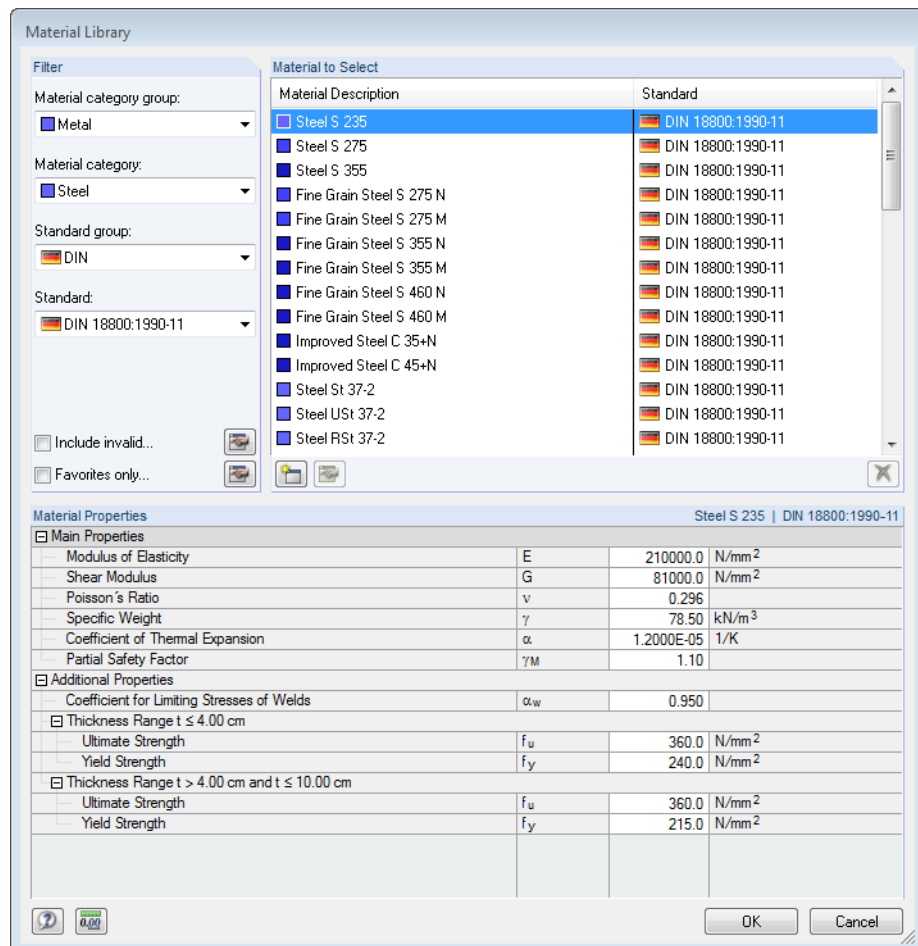 Material Library
Filter
Material category group:
Metal
Material category:
Steel
Standard group:
DIN
Standard:
DIN 18800:1990-11
Include invalid...
Favorites only...
Material to Select
Material Description Standard
Steel S 235 DIN 18800:1990-11
Steel S 275 DIN 18800:1990-11
Steel S 355 DIN 18800:1990-11
Fine Grain Steel S 275 N DIN 18800:1990-11
Fine Grain Steel S 275 M DIN 18800:1990-11
Fine Grain Steel S 355 N DIN 18800:1990-11
Fine Grain Steel S 355 M DIN 18800:1990-11
Fine Grain Steel S 460 N DIN 18800:1990-11
Fine Grain Steel S 460 M DIN 18800:1990-11
Improved Steel C 35+N DIN 18800:1990-11
Improved Steel C 45+N DIN 18800:1990-11
Steel St 37-2 DIN 18800:1990-11
Steel USt 37-2 DIN 18800:1990-11
Steel RSt 37-2 DIN 18800:1990-11
Material Properties Steel S 235 | DIN 18800:1990-11
Main Properties
Modulus of Elasticity E 210000.0 N/mm²
Shear Modulus G 81000.0 N/mm²
Poisson´s Ratio ν 0.296
Specific Weight γ 78.50 kN/m³
Coefficient of Thermal Expansion α 1.2000E-05 1/K
Partial Safety Factor γM 1.10
Additional Properties
Coefficient for Limiting Stresses of Welds αw 0.950
Thickness Range t ≤ 4.00 cm
Ultimate Strength fu 360.0 N/mm²
Yield Strength fy 240.0 N/mm²
Thickness Range t > 4.00 cm and t ≤ 10.00 cm
Ultimate Strength fu 360.0 N/mm²
Yield Strength fy 215.0 N/mm²
0.00
OK Cancel